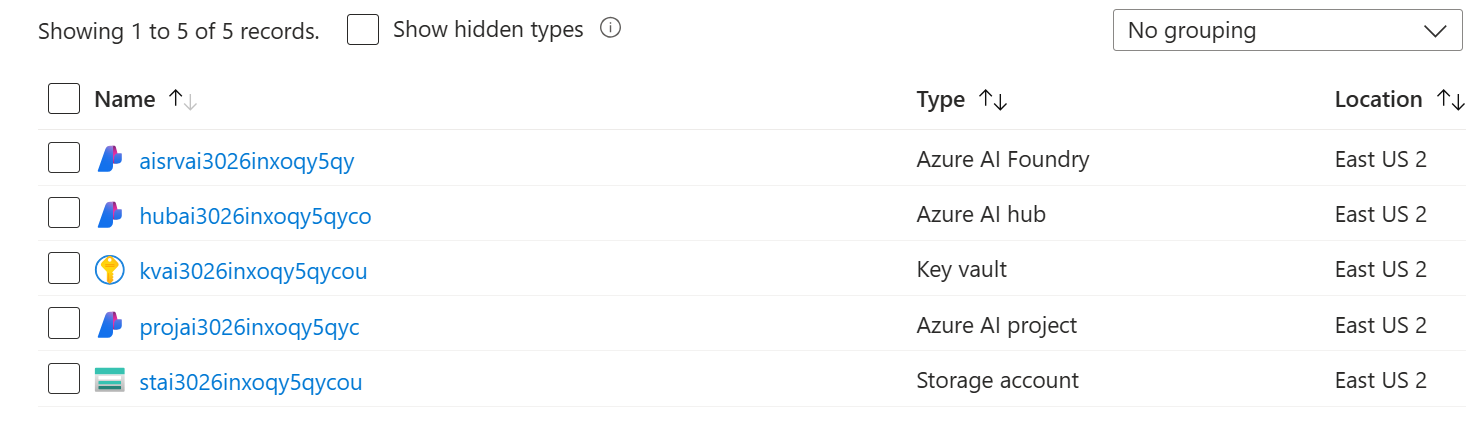 Showing 1 to 5 of 5 records. Show hidden types No grouping
Name Type Location
aisrvai3026inxoqy5qy Azure AI Foundry East US 2
hubai3026inxoqy5qyco Azure AI hub East US 2
kvai3026inxoqy5qycou Key vault East US 2
projai3026inxoqy5qyc Azure AI project East US 2
stai3026inxoqy5qycou Storage account East US 2